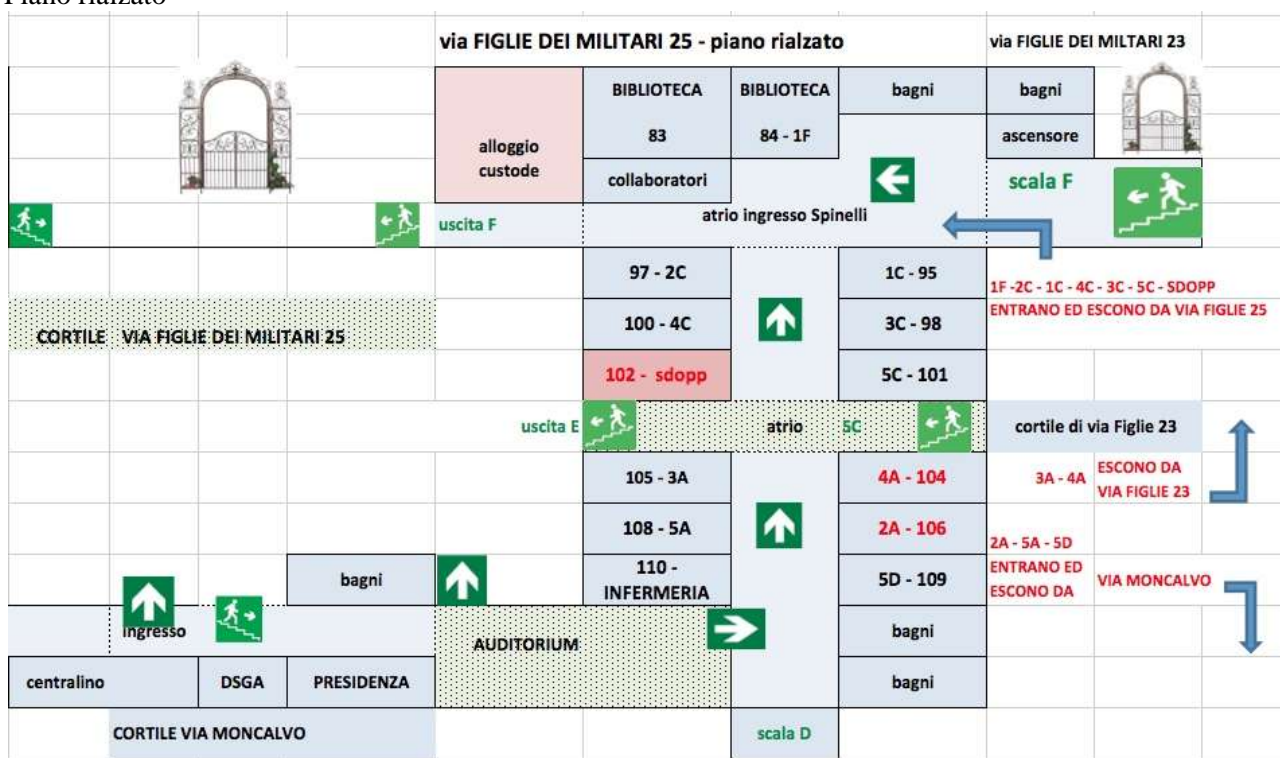 Piano rialzato
via FIGLIE DEI MILITARI 25 - piano rialzato
via FIGLIE DEI MILTARI 23
BIBLIOTECA
BIBLIOTECA
bagni
bagni
alloggio
custode
83
84 - 1F
ascensore
collaboratori
scala F
uscita F
atrio ingresso Spinelli
97 - 2C
1C - 95
1F -2C - 1C - 4C - 3C - 5C - SDOPP
ENTRANO ED ESCONO DA VIA FIGLIE 25
CORTILE VIA FIGLIE DEI MILITARI 25
100 - 4C
3C - 98
102 - sdopp
5C - 101
uscita E
atrio
5C
cortile di via Figlie 23
105 - 3A
4A - 104
3A - 4A
ESCONO DA
VIA FIGLIE 23
108 - 5A
2A - 106
2A - 5A - 5D
ENTRANO ED
ESCONO DA
VIA MONCALVO
bagni
110 -
INFERMERIA
5D - 109
ingresso
AUDITORIUM
bagni
centralino
DSGA
PRESIDENZA
bagni
CORTILE VIA MONCALVO
scala D